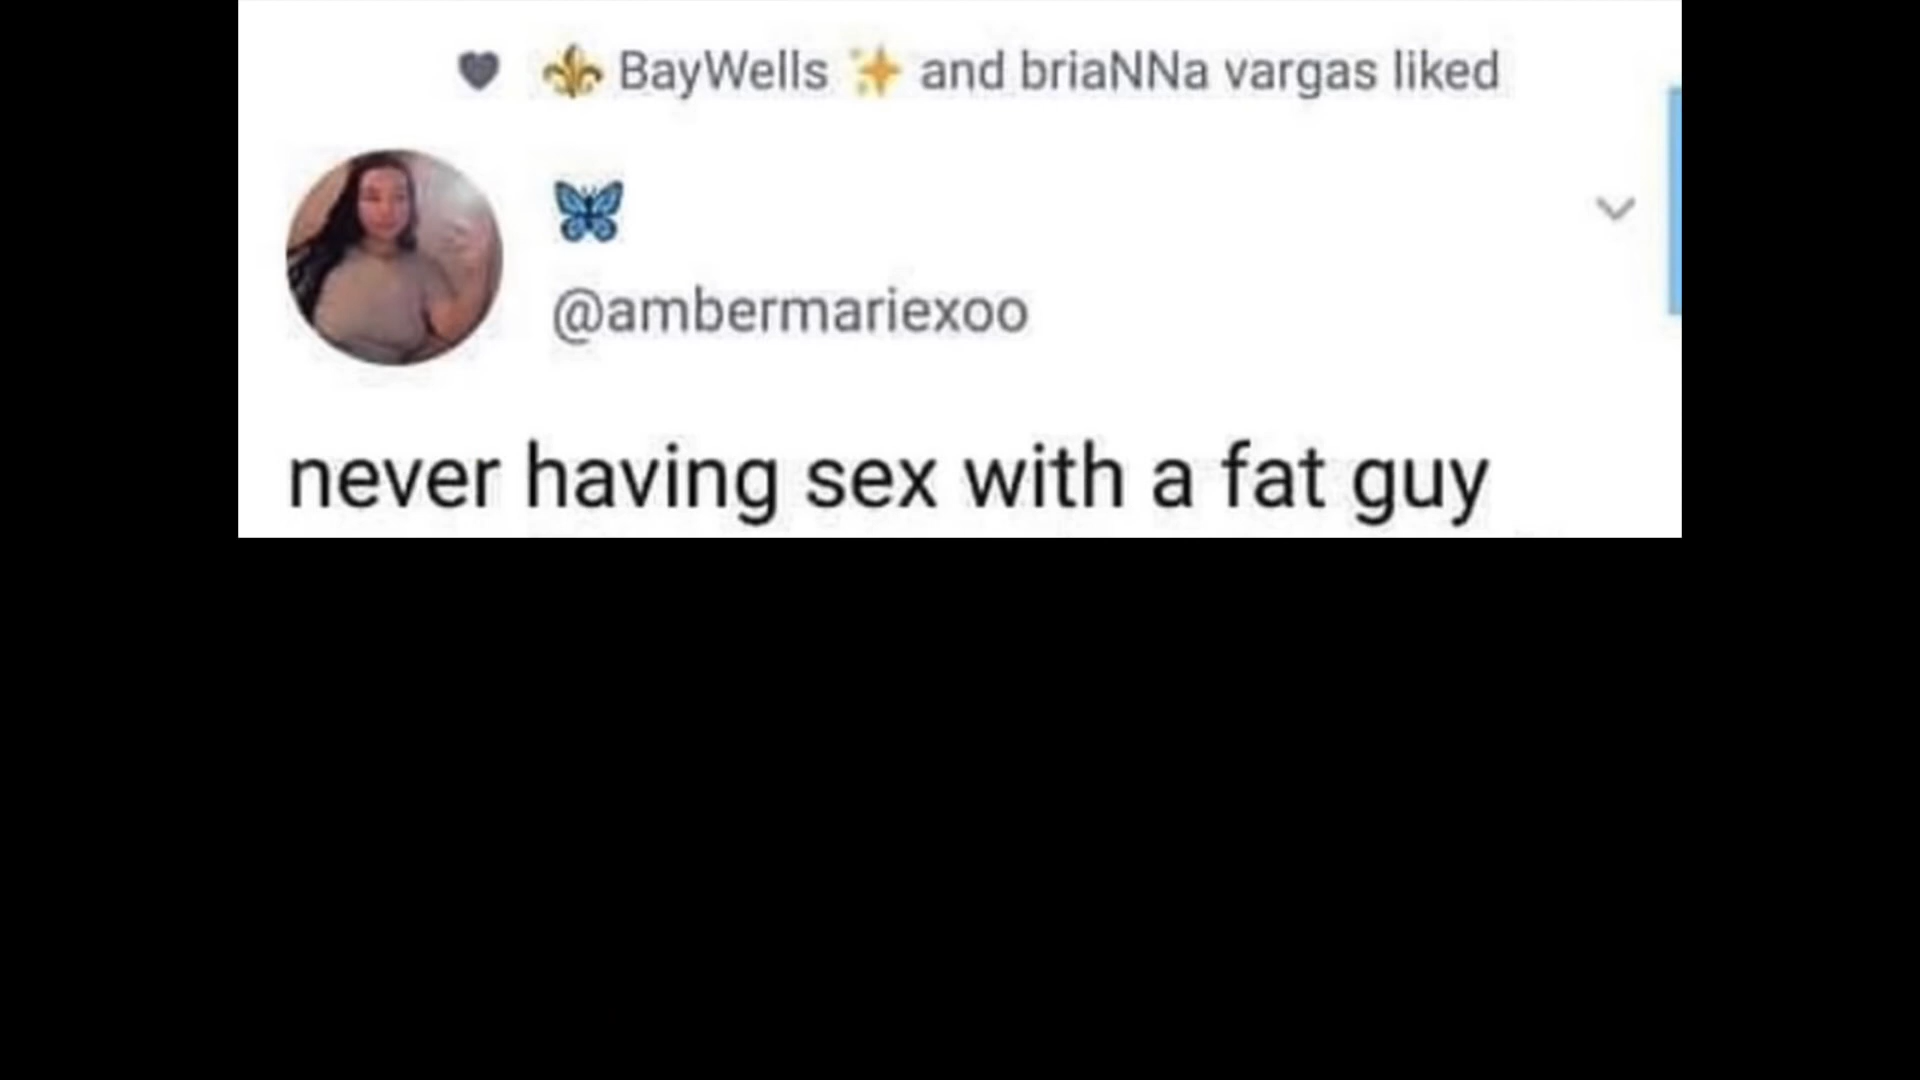 BayWells and briaNNa vargas liked
@ambermariexoo
never having sex with a fat guy